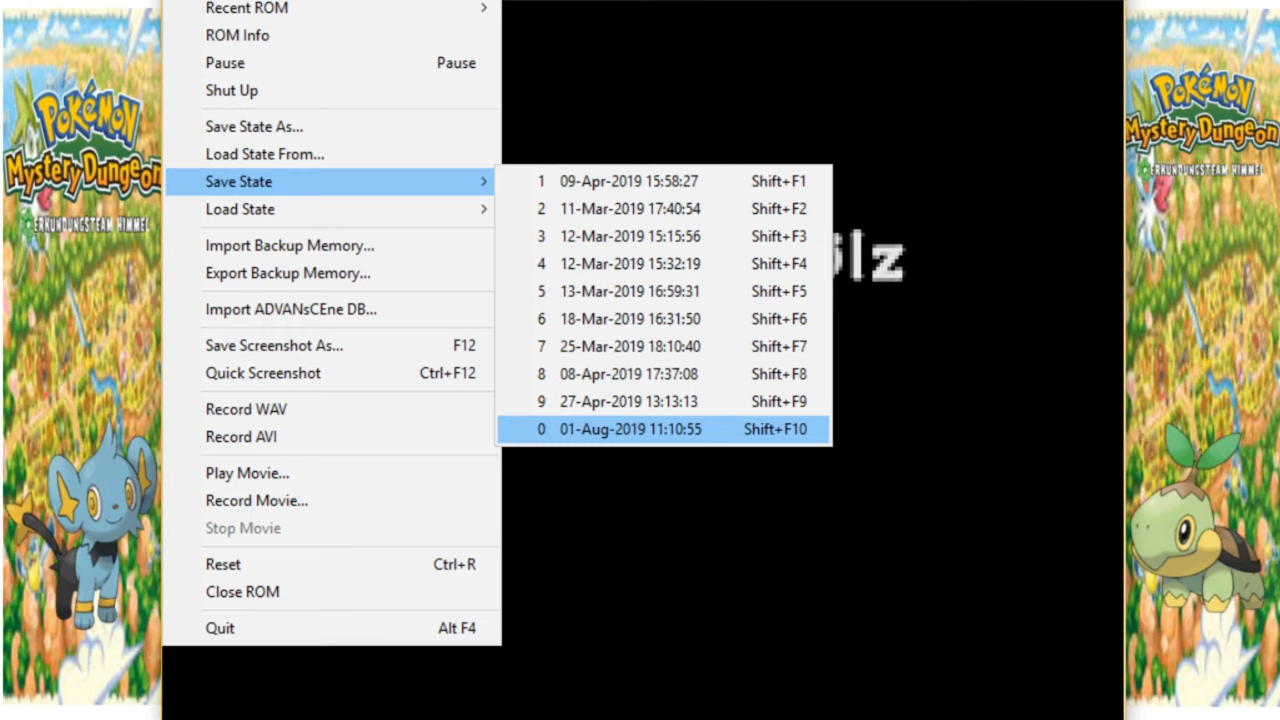 Recent ROM
ROM Info
Pause Pause
Shut Up
Save State As...
Load State From...
Save State
Load State
Import Backup Memory...
Export Backup Memory...
Import ADVANsCEne DB...
Save Screenshot As... F12
Quick Screenshot Ctrl+F12
Record WAV
Record AVI
Play Movie...
Record Movie...
Stop Movie
Reset Ctrl+R
Close ROM
Quit Alt F4
1 09-Apr-2019 15:58:27 Shift+F1
2 11-Mar-2019 17:40:54 Shift+F2
3 12-Mar-2019 15:15:56 Shift+F3
4 12-Mar-2019 15:32:19 Shift+F4
5 13-Mar-2019 16:59:31 Shift+F5
6 18-Mar-2019 16:31:50 Shift+F6
7 25-Mar-2019 18:10:40 Shift+F7
8 08-Apr-2019 17:37:08 Shift+F8
9 27-Apr-2019 13:13:13 Shift+F9
0 01-Aug-2019 11:10:55 Shift+F10
POKéMON
Mystery Dungeon
ERKUNDUNGSTEAM HIMMEL
POKéMON
Mystery Dungeon
ERKUNDUNGSTEAM HIMMEL